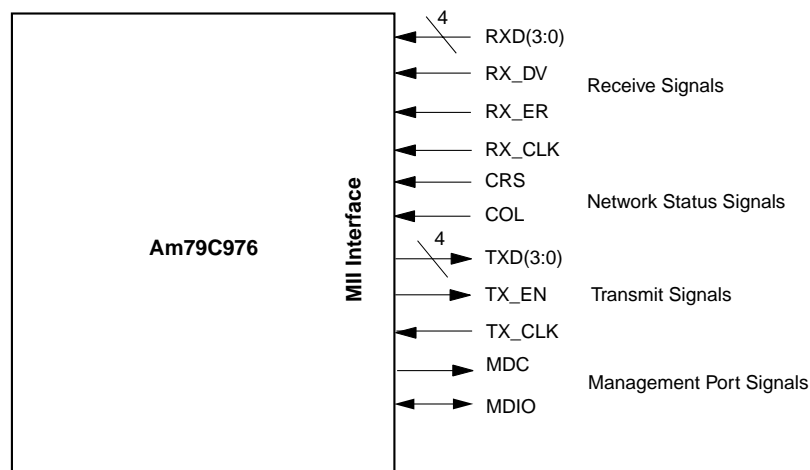 4
RXD(3:0)
RX_DV
Receive Signals
RX_ER
RX_CLK
CRS
Network Status Signals
COL
Am79C976
MII Interface
4
TXD(3:0)
TX_EN
Transmit Signals
TX_CLK
MDC
Management Port Signals
MDIO